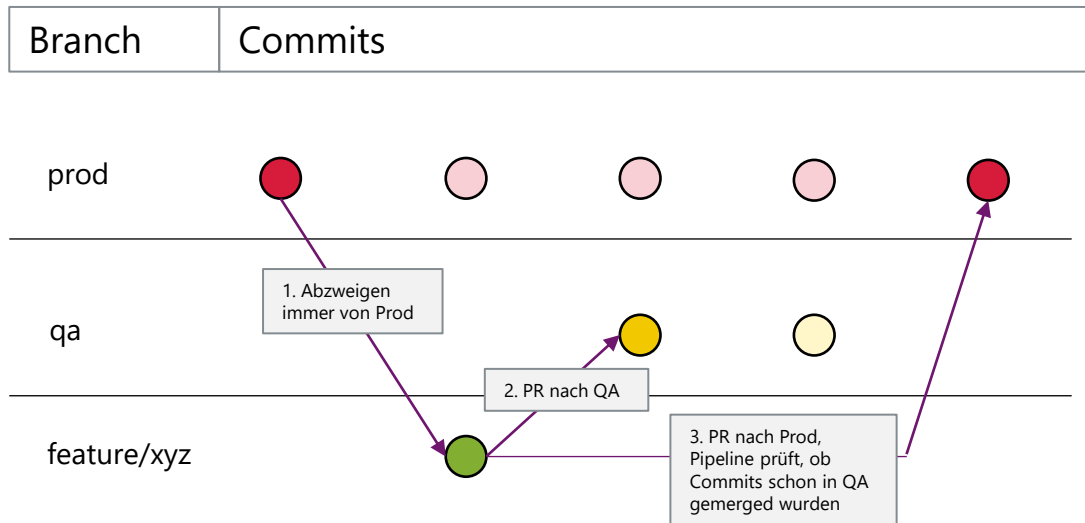 Branch
Commits
prod
1. Abzweigen
immer von Prod
qa
2. PR nach QA
feature/xyz
3. PR nach Prod,
Pipeline prüft, ob
Commits schon in QA
gemerged wurden